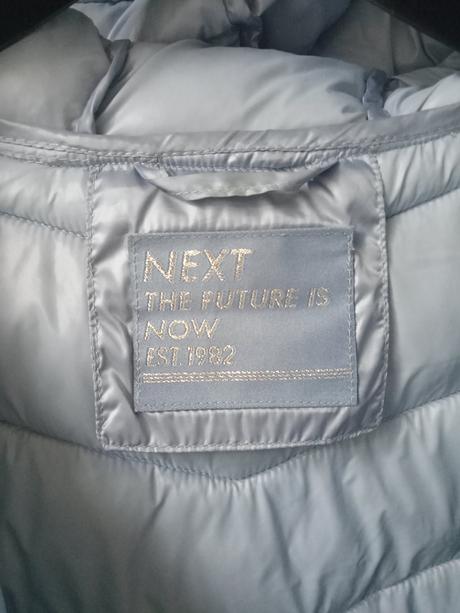 NEXT
THE FUTURE IS
NOW
EST. 1982